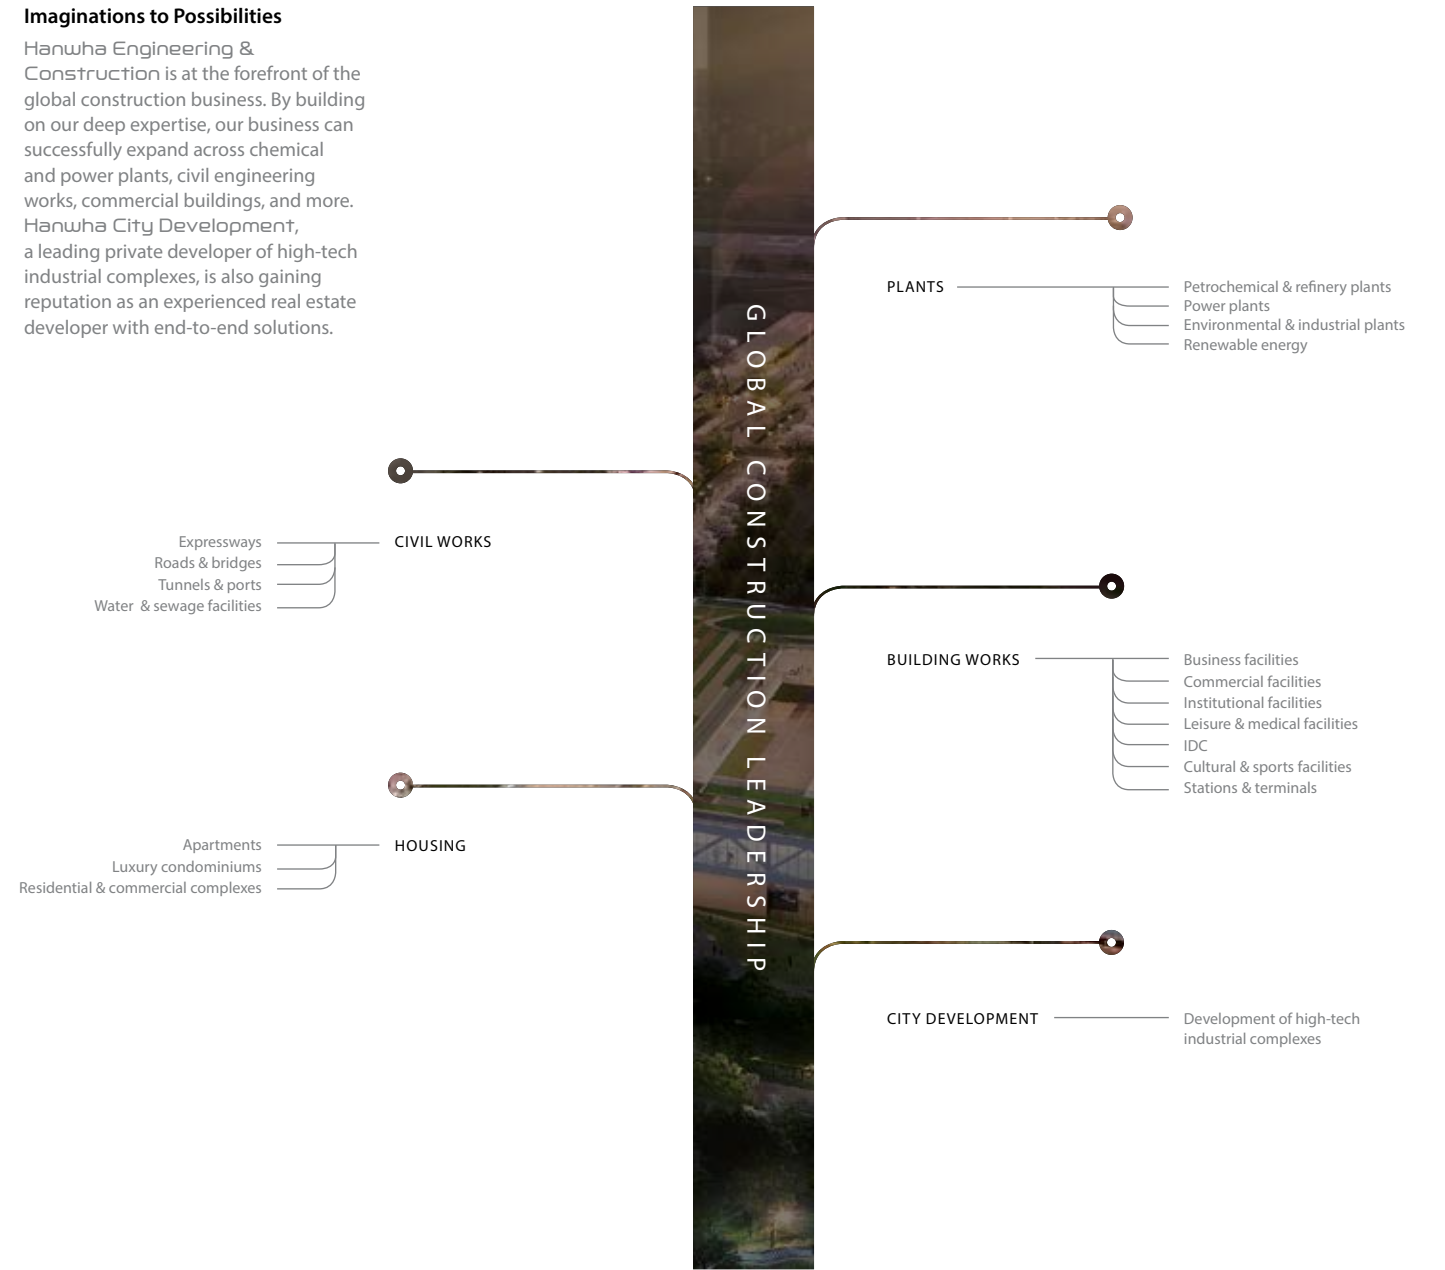 Imaginations to Possibilities
Hanwha Engineering &
Construction is at the forefront of the
global construction business. By building
on our deep expertise, our business can
successfully expand across chemical
and power plants, civil engineering
works, commercial buildings, and more.
Hanwha City Development,
a leading private developer of high-tech
industrial complexes, is also gaining
reputation as an experienced real estate
developer with end-to-end solutions.
GLOBAL CONSTRUCTION LEADERSHIP
PLANTS
Petrochemical & refinery plants
Power plants
Environmental & industrial plants
Renewable energy
CIVIL WORKS
Expressways
Roads & bridges
Tunnels & ports
Water & sewage facilities
BUILDING WORKS
Business facilities
Commercial facilities
Institutional facilities
Leisure & medical facilities
IDC
Cultural & sports facilities
Stations & terminals
HOUSING
Apartments
Luxury condominiums
Residential & commercial complexes
CITY DEVELOPMENT
Development of high-tech
industrial complexes